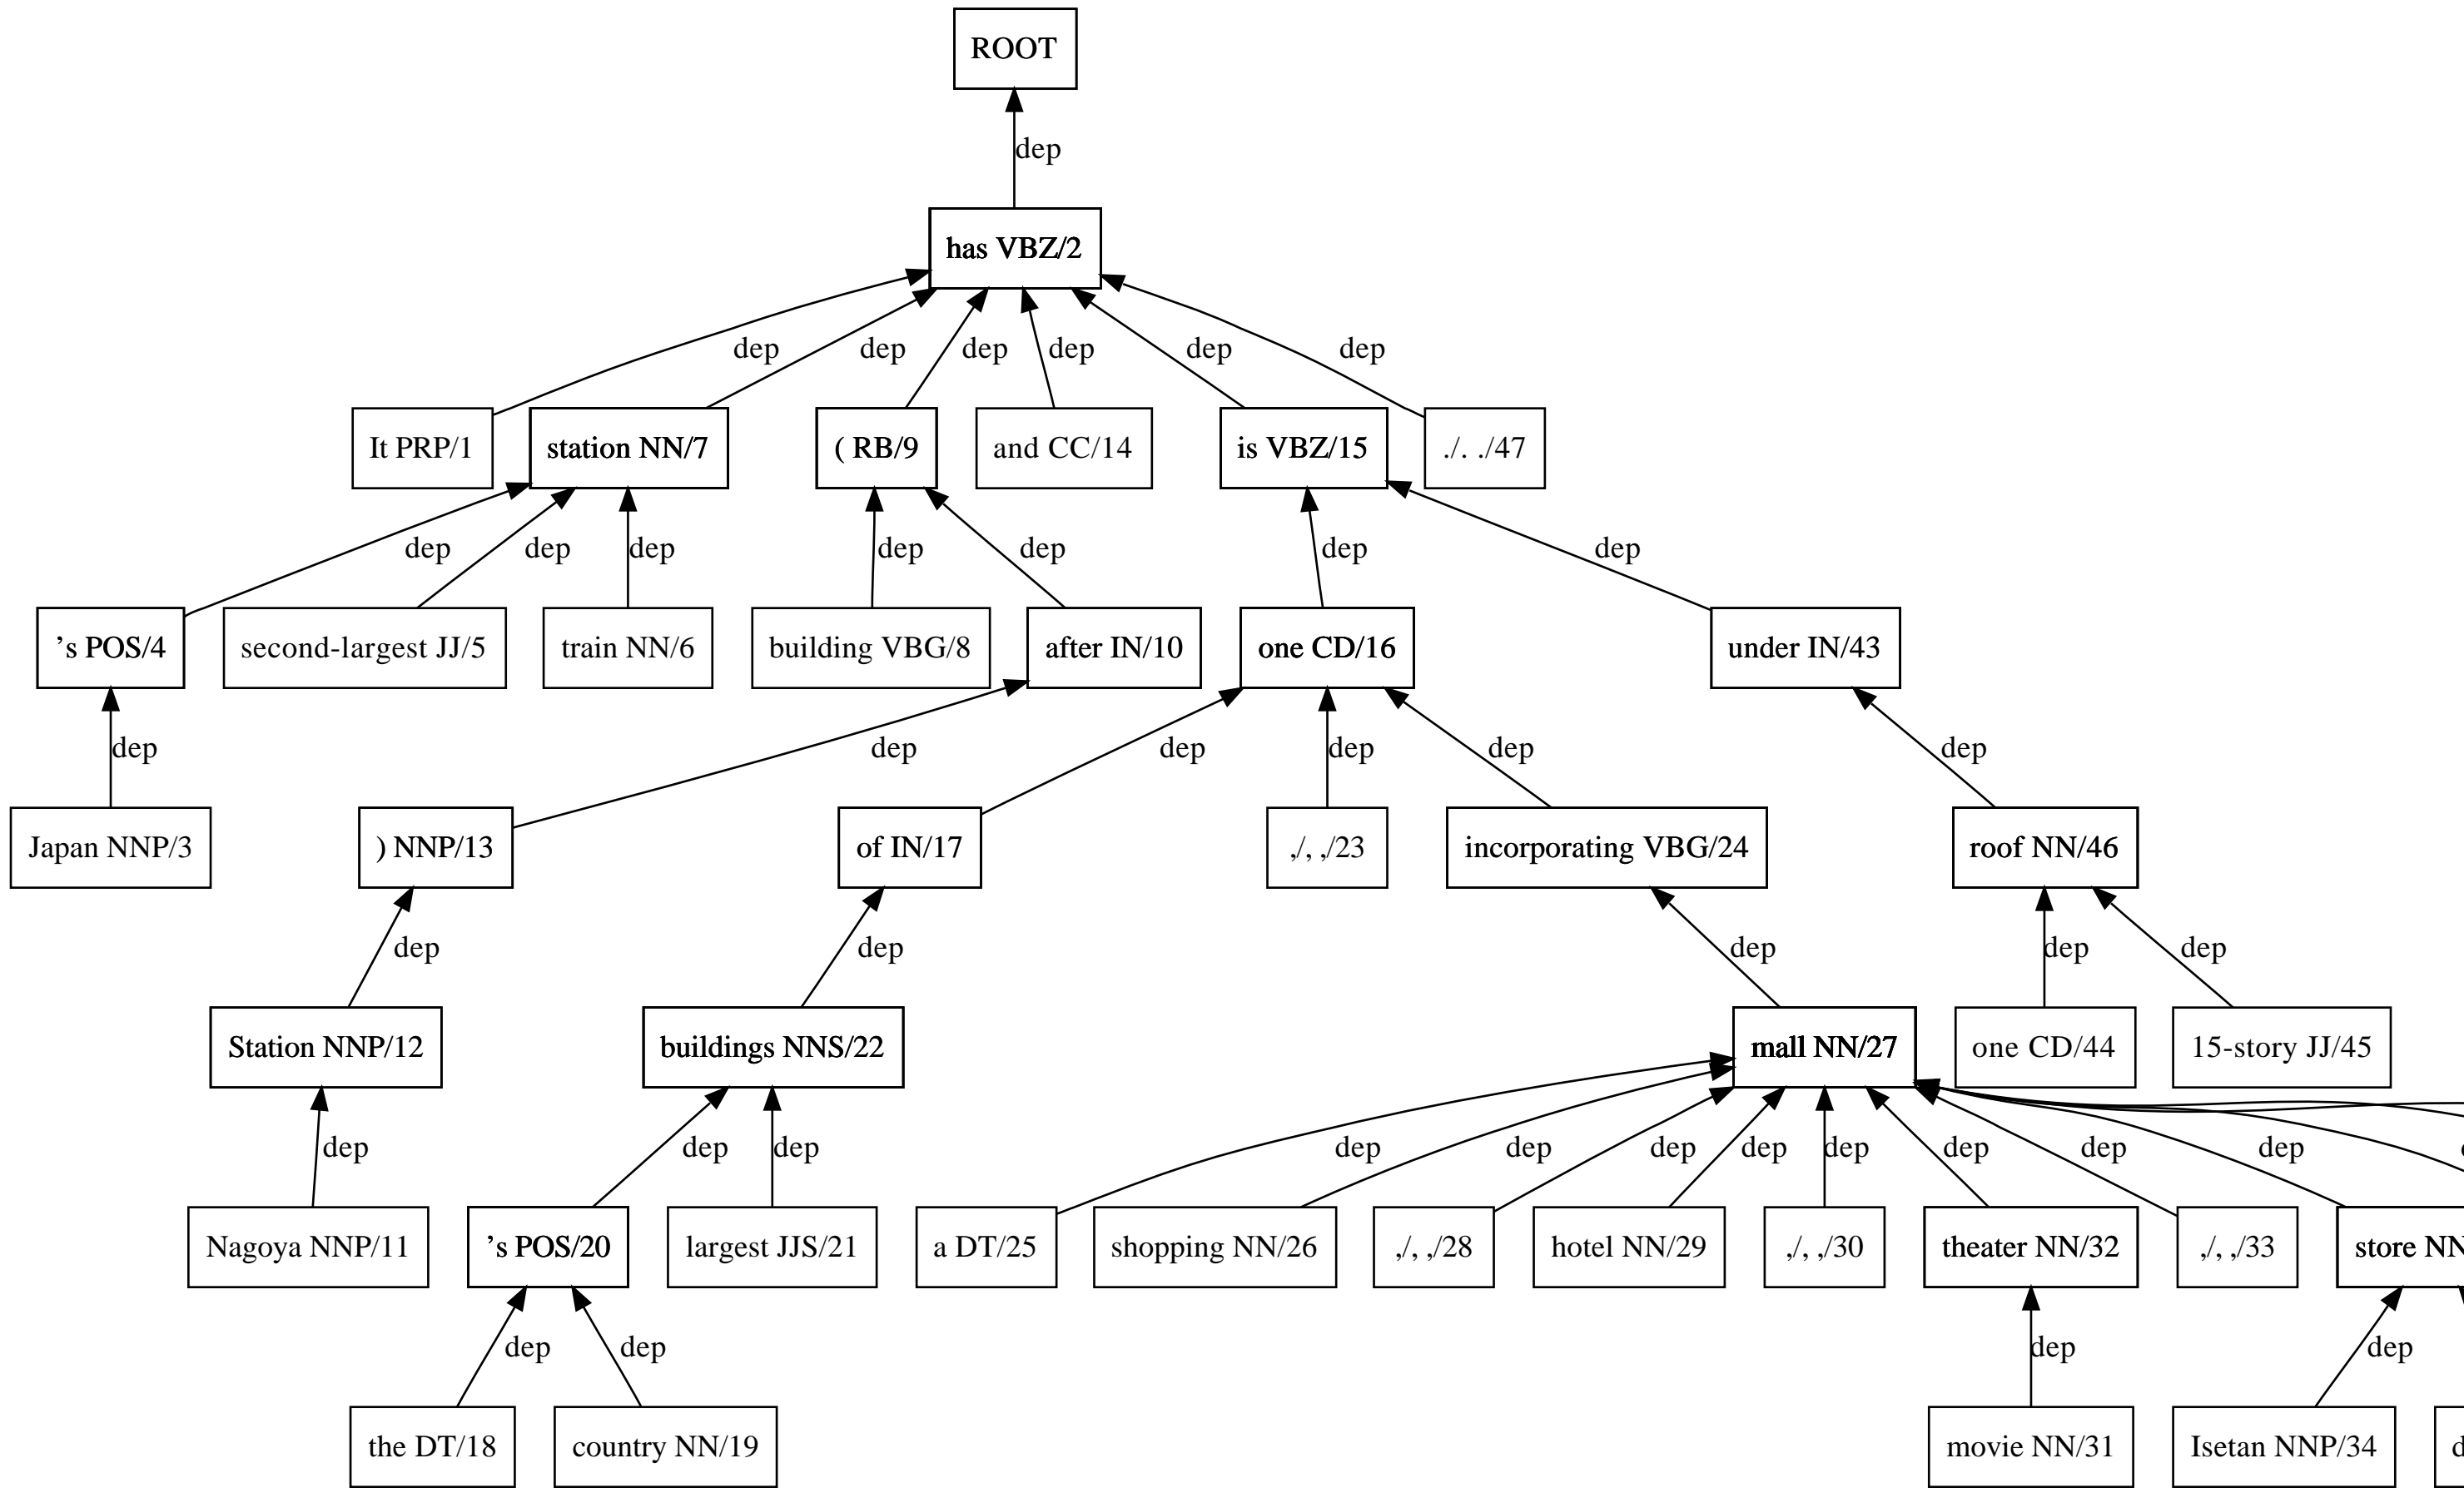 ROOT
dep
has VBZ/2
dep dep dep dep dep dep
It PRP/1 station NN/7 ( RB/9 and CC/14 is VBZ/15 ./. ./47
dep dep dep dep dep dep dep
's POS/4 second-largest JJ/5 train NN/6 building VBG/8 after IN/10 one CD/16 under IN/43
dep dep dep dep dep dep
Japan NNP/3 ) NNP/13 of IN/17 ,/, ,/23 incorporating VBG/24 roof NN/46
dep dep dep dep dep
Station NNP/12 buildings NNS/22 mall NN/27 one CD/44 15-story JJ/45
dep dep dep dep dep dep dep dep dep dep dep
Nagoya NNP/11 's POS/20 largest JJS/21 a DT/25 shopping NN/26 ,/, ,/28 hotel NN/29 ,/, ,/30 theater NN/32 ,/, ,/33 store NN
dep dep dep dep
the DT/18 country NN/19 movie NN/31 Isetan NNP/34